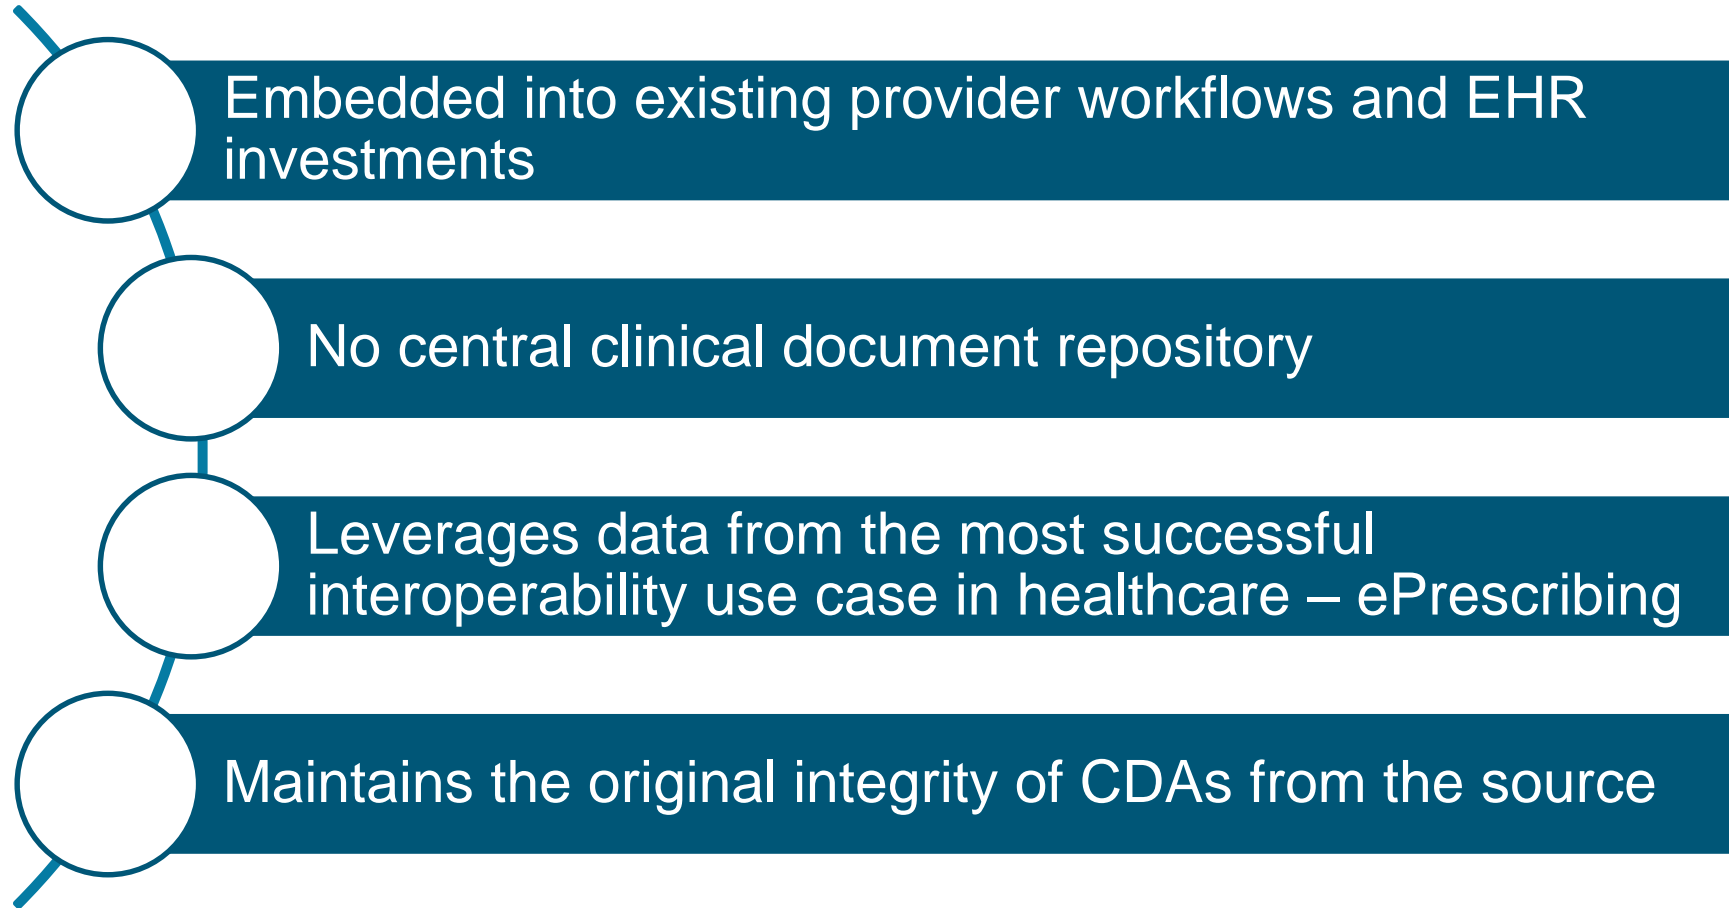 Embedded into existing provider workflows and EHR
investments
No central clinical document repository
Leverages data from the most successful
interoperability use case in healthcare – ePrescribing
Maintains the original integrity of CDAs from the source